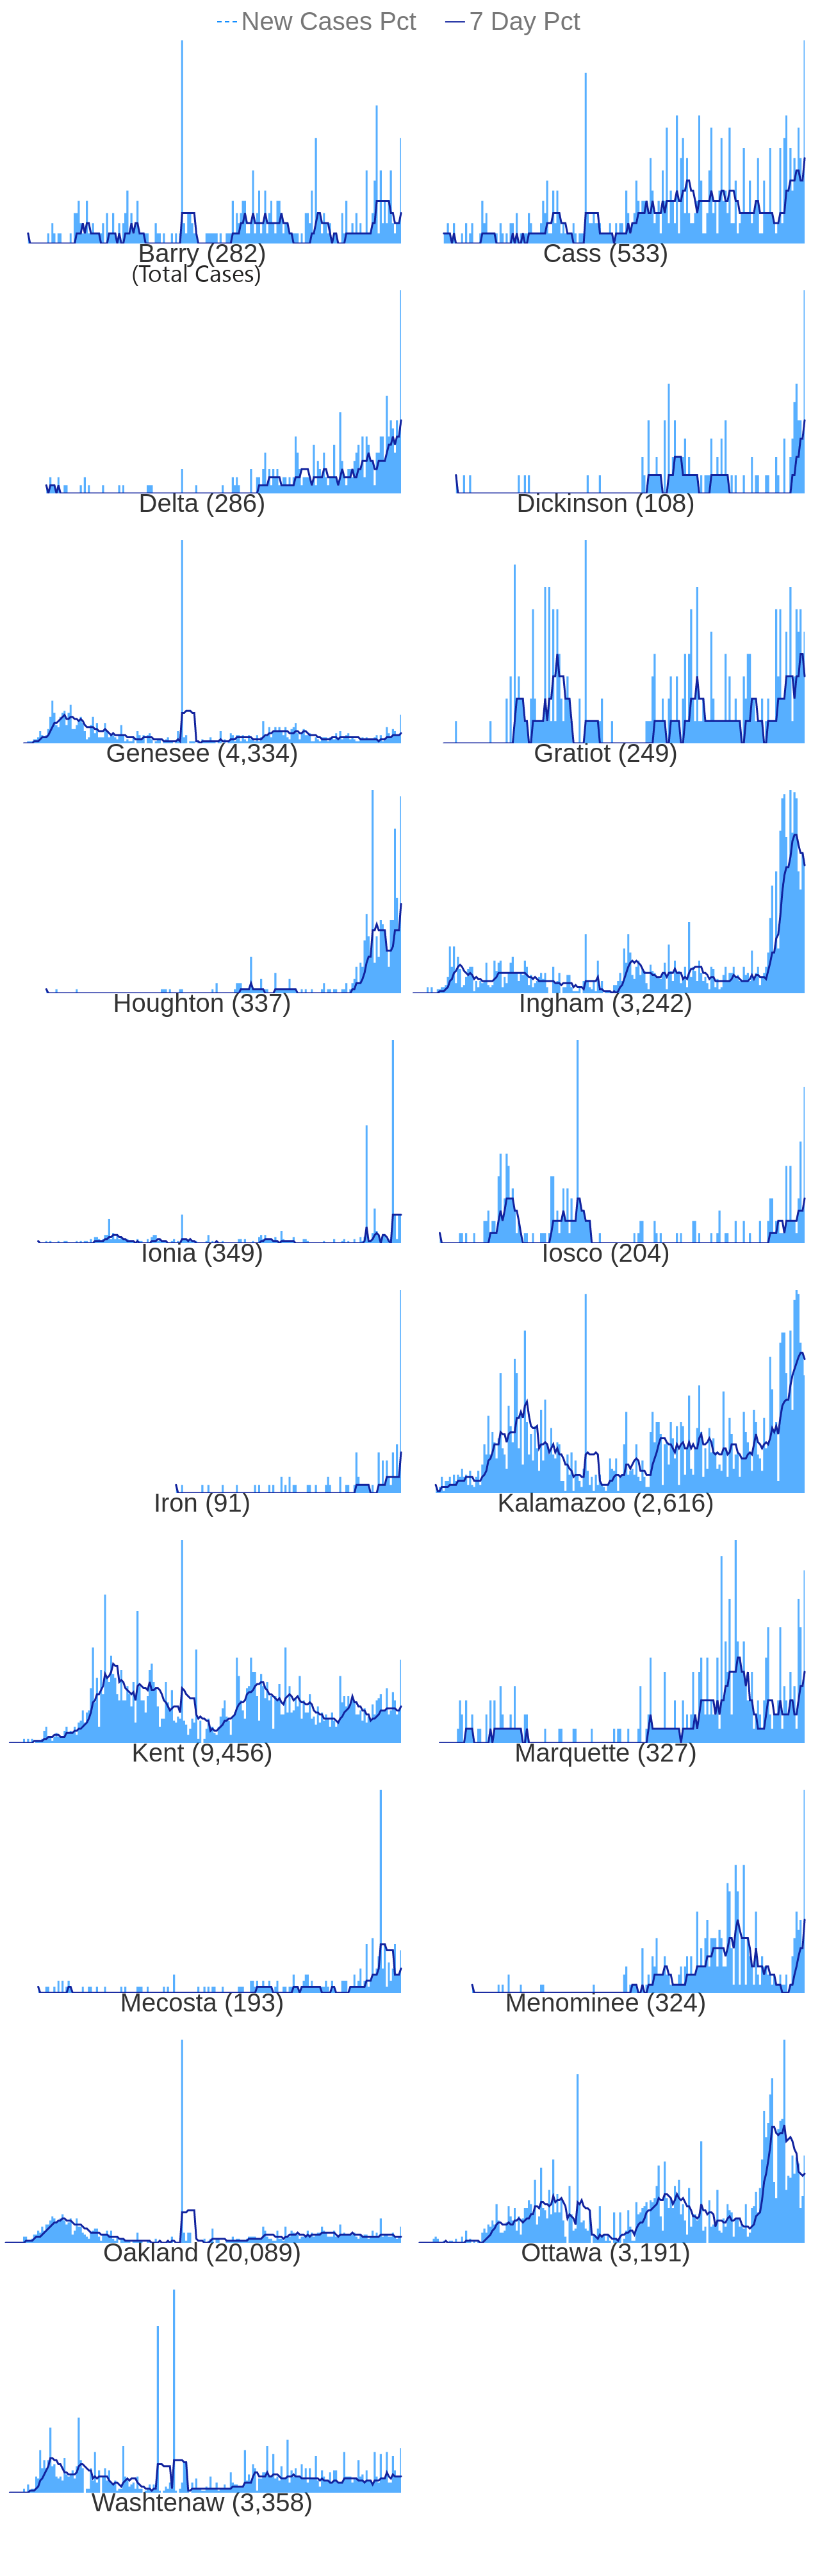 New Cases Pct 7 Day Pct
Barry (282) Cass (533)
(Total Cases)
Delta (286) Dickinson (108)
Genesee (4,334) Gratiot (249)
Houghton (337) Ingham (3,242)
Ionia (349) Iosco (204)
Iron (91) Kalamazoo (2,616)
Kent (9,456) Marquette (327)
Mecosta (193) Menominee (324)
Oakland (20,089) Ottawa (3,191)
Washtenaw (3,358)